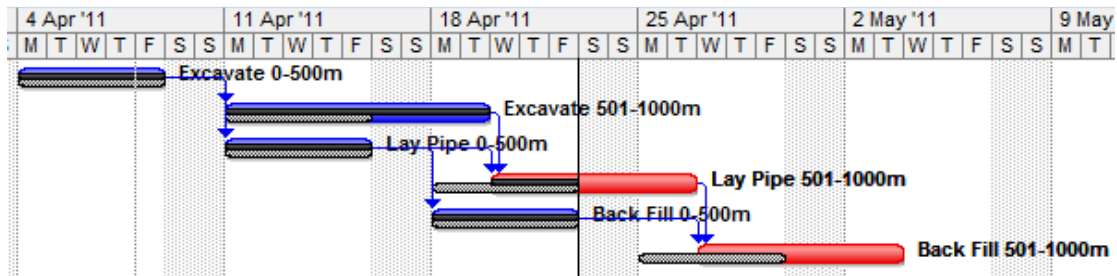 4 Apr '11 11 Apr '11 18 Apr '11 25 Apr '11 2 May '11 9 May
M T W T F S S M T W T F S S M T W T F S S M T W T F S S M T W T F S S M T
Excavate 0-500m
Excavate 501-1000m
Lay Pipe 0-500m
Lay Pipe 501-1000m
Back Fill 0-500m
Back Fill 501-1000m